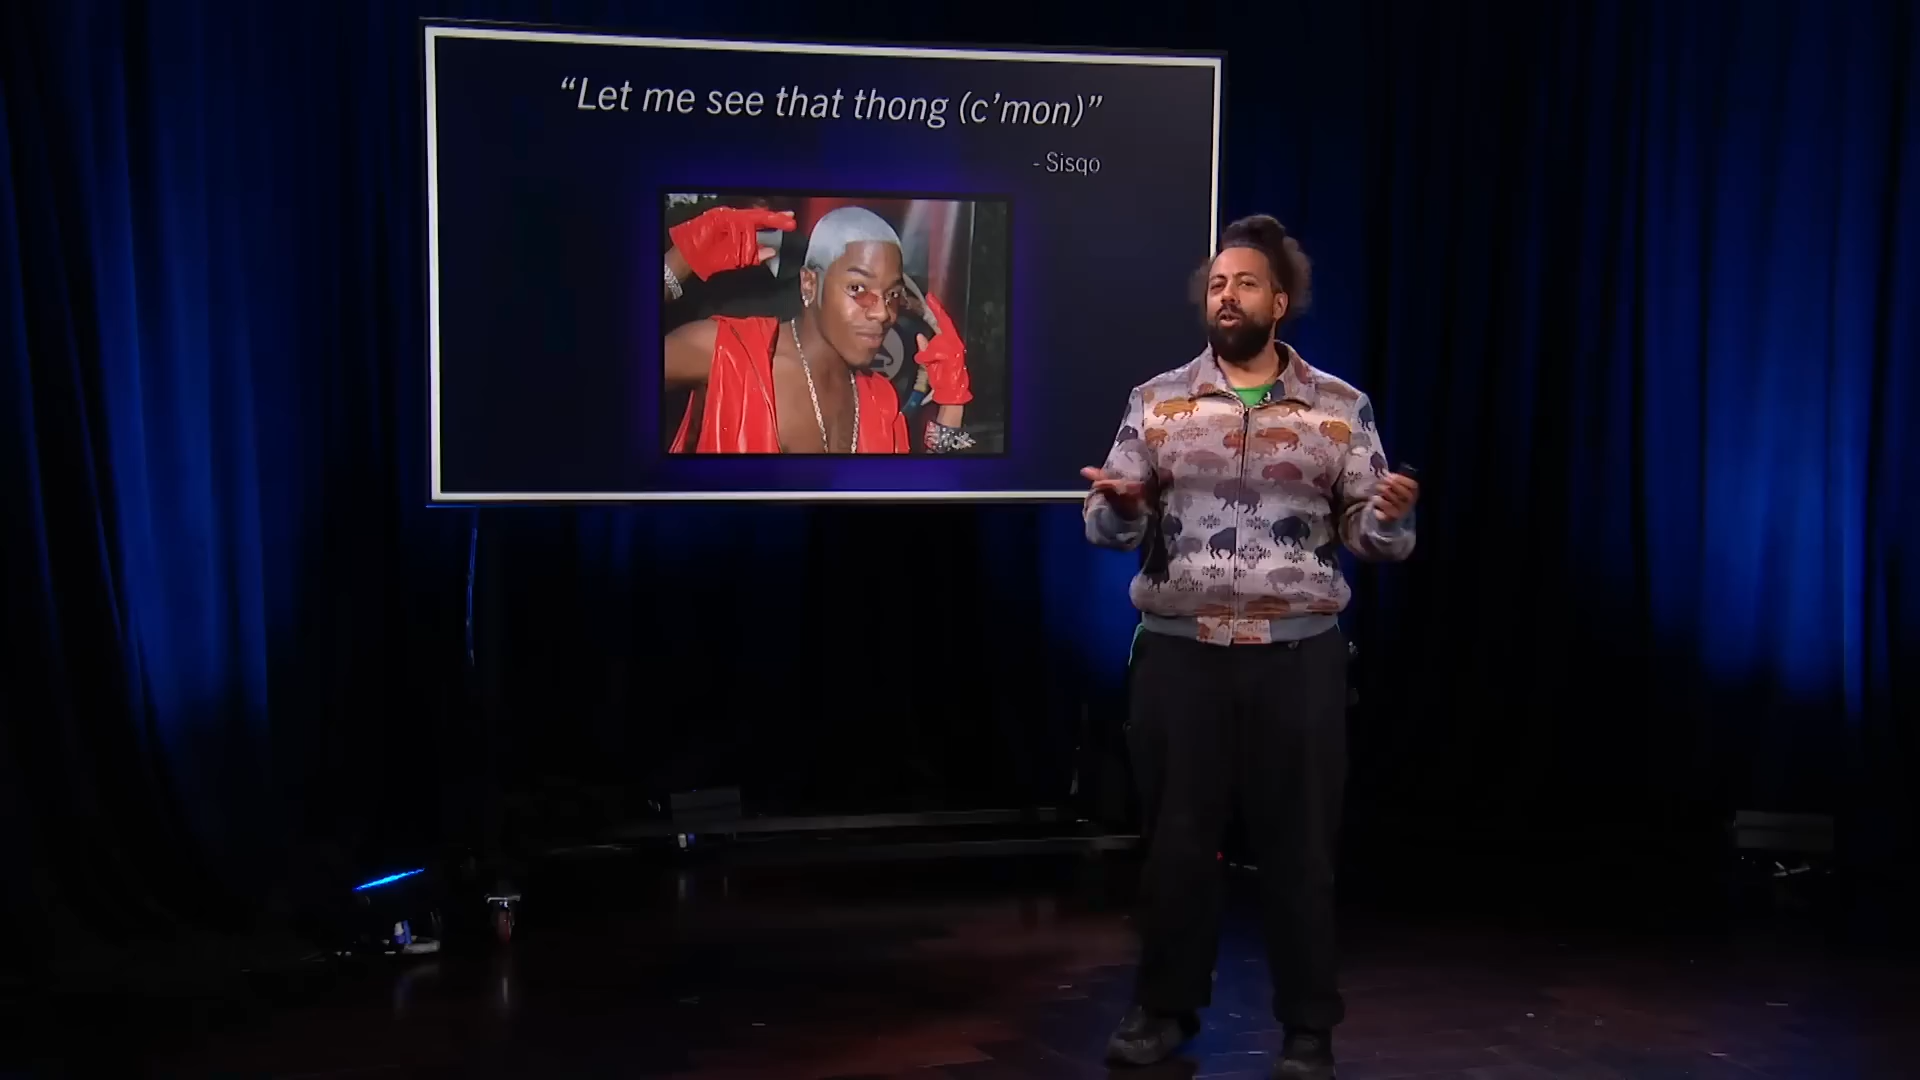 “Let me see that thong (c’mon)”
- Sisqo